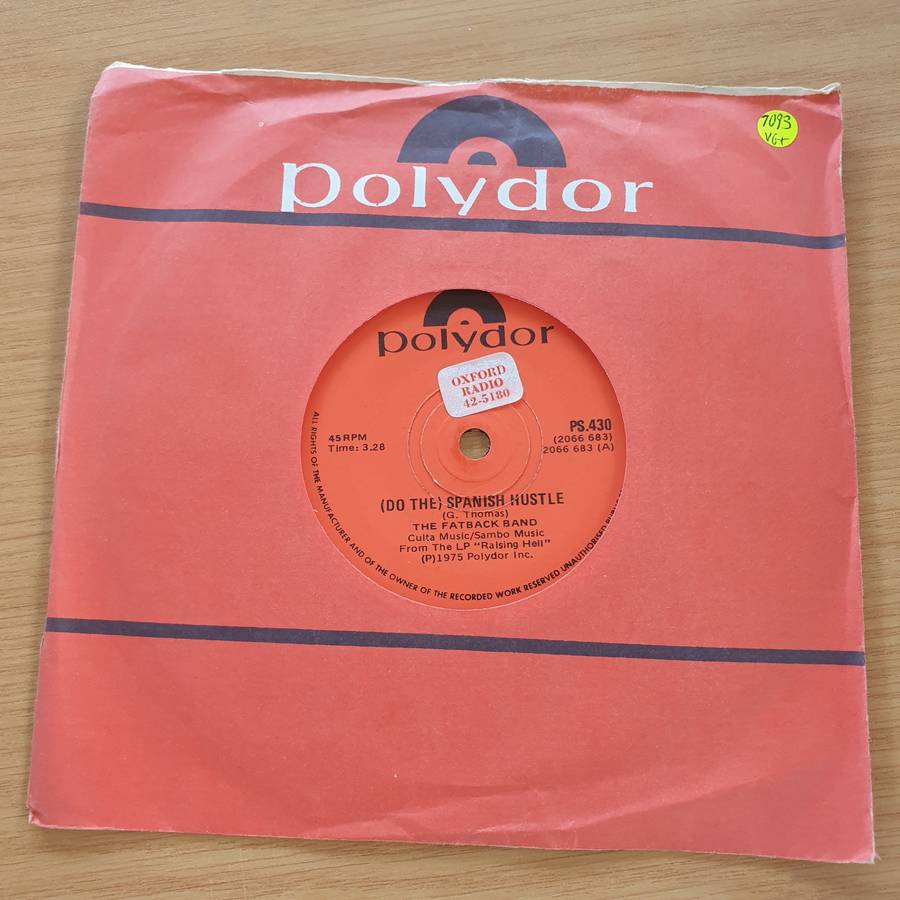 polydor
7093
VG+
polydor
OXFORD
RADIO
42-5180
45 RPM
Time: 3.28
PS.430
(2066 683)
2066 683 (A)
(DO THE) SPANISH HUSTLE
(G. Thomas)
THE FATBACK BAND
Culta Music/Sambo Music
From The LP "Raising Hell"
(P)1975 Polydor Inc.
ALL RIGHTS OF THE MANUFACTURER AND OF THE OWNER OF THE RECORDED WORK RESERVED UNAUTHORISED